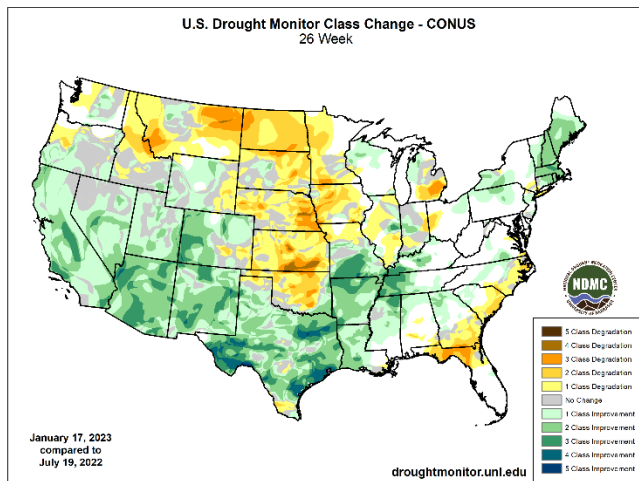 U.S. Drought Monitor Class Change - CONUS
26 Week
NDMC
5 Class Degradation
4 Class Degradation
3 Class Degradation
2 Class Degradation
1 Class Degradation
No Change
1 Class Improvement
2 Class Improvement
3 Class Improvement
4 Class Improvement
5 Class Improvement
January 17, 2023
compared to
July 19, 2022
droughtmonitor.unl.edu